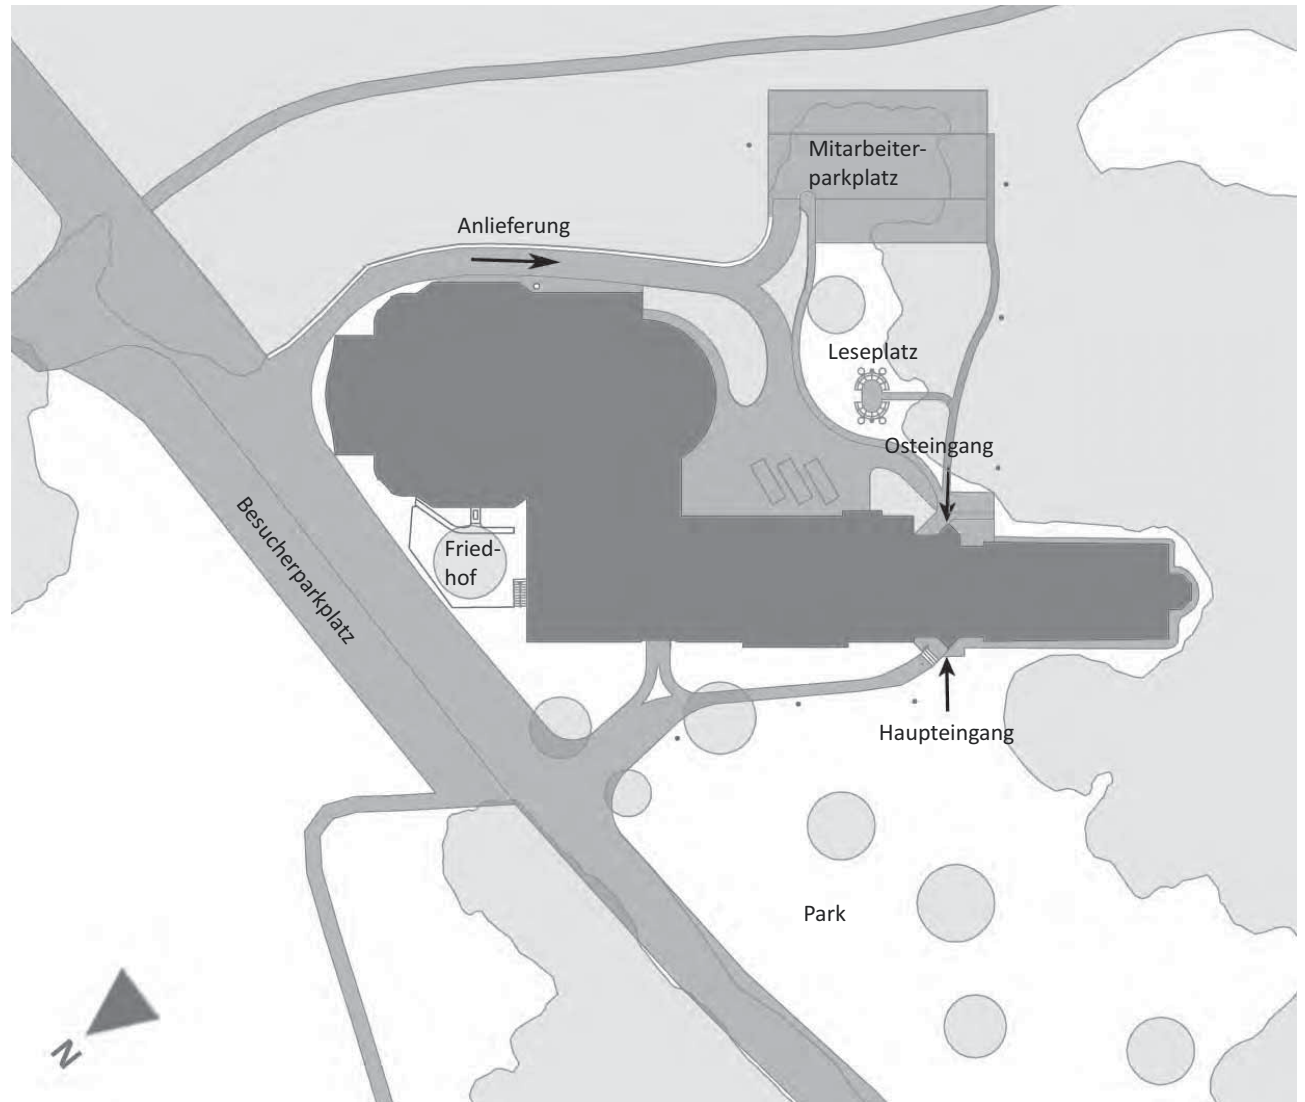 Mitarbeiter-
parkplatz
Anlieferung
Leseplatz
Osteingang
Fried-
hof
Besucherparkplatz
Haupteingang
Park
N